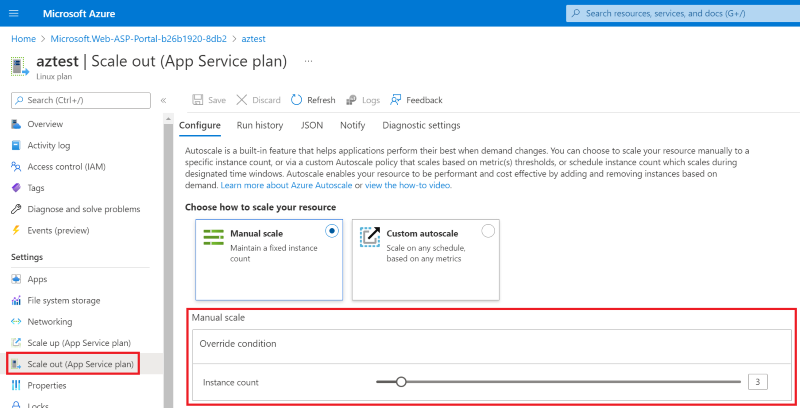 Microsoft Azure
Search resources, services, and docs (G+/)
Home > Microsoft.Web-ASP-Portal-b26b1920-8db2 > aztest
aztest | Scale out (App Service plan) ...
Linux plan
Search (Ctrl+/) «
Save Discard Refresh Logs Feedback
Overview
Activity log
Access control (IAM)
Tags
Diagnose and solve problems
Events (preview)
Settings
Apps
File system storage
Networking
Scale up (App Service plan)
Scale out (App Service plan)
Properties
Locks
Configure Run history JSON Notify Diagnostic settings
Autoscale is a built-in feature that helps applications perform their best when demand changes. You can choose to scale your resource manually to a
specific instance count, or via a custom Autoscale policy that scales based on metric(s) thresholds, or schedule instance count which scales during
designated time windows. Autoscale enables your resource to be performant and cost effective by adding and removing instances based on
demand. Learn more about Azure Autoscale or view the how-to video.
Choose how to scale your resource
Manual scale
Maintain a fixed instance
count
Custom autoscale
Scale on any schedule,
based on any metrics
Manual scale
Override condition
Instance count 3